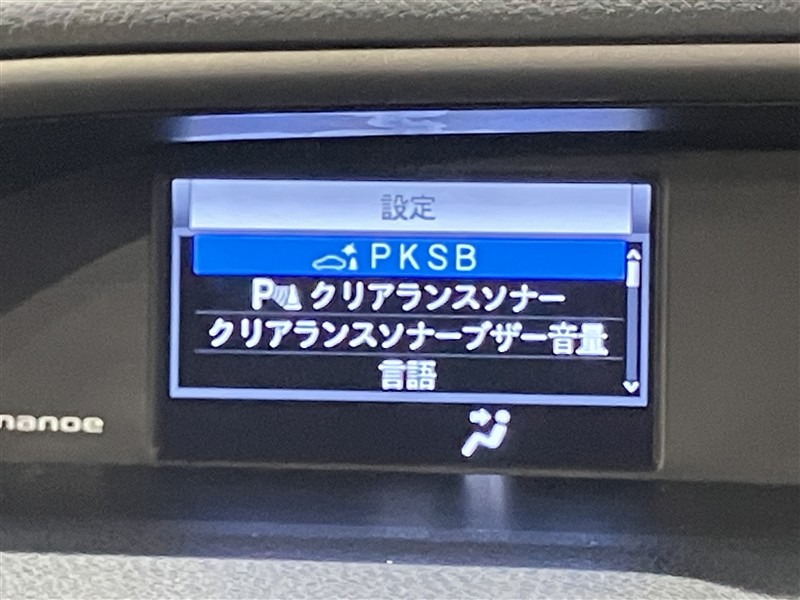 設定
PKSB
P クリアランスソナー
クリアランスソナーブザー音量
言語
nanoe